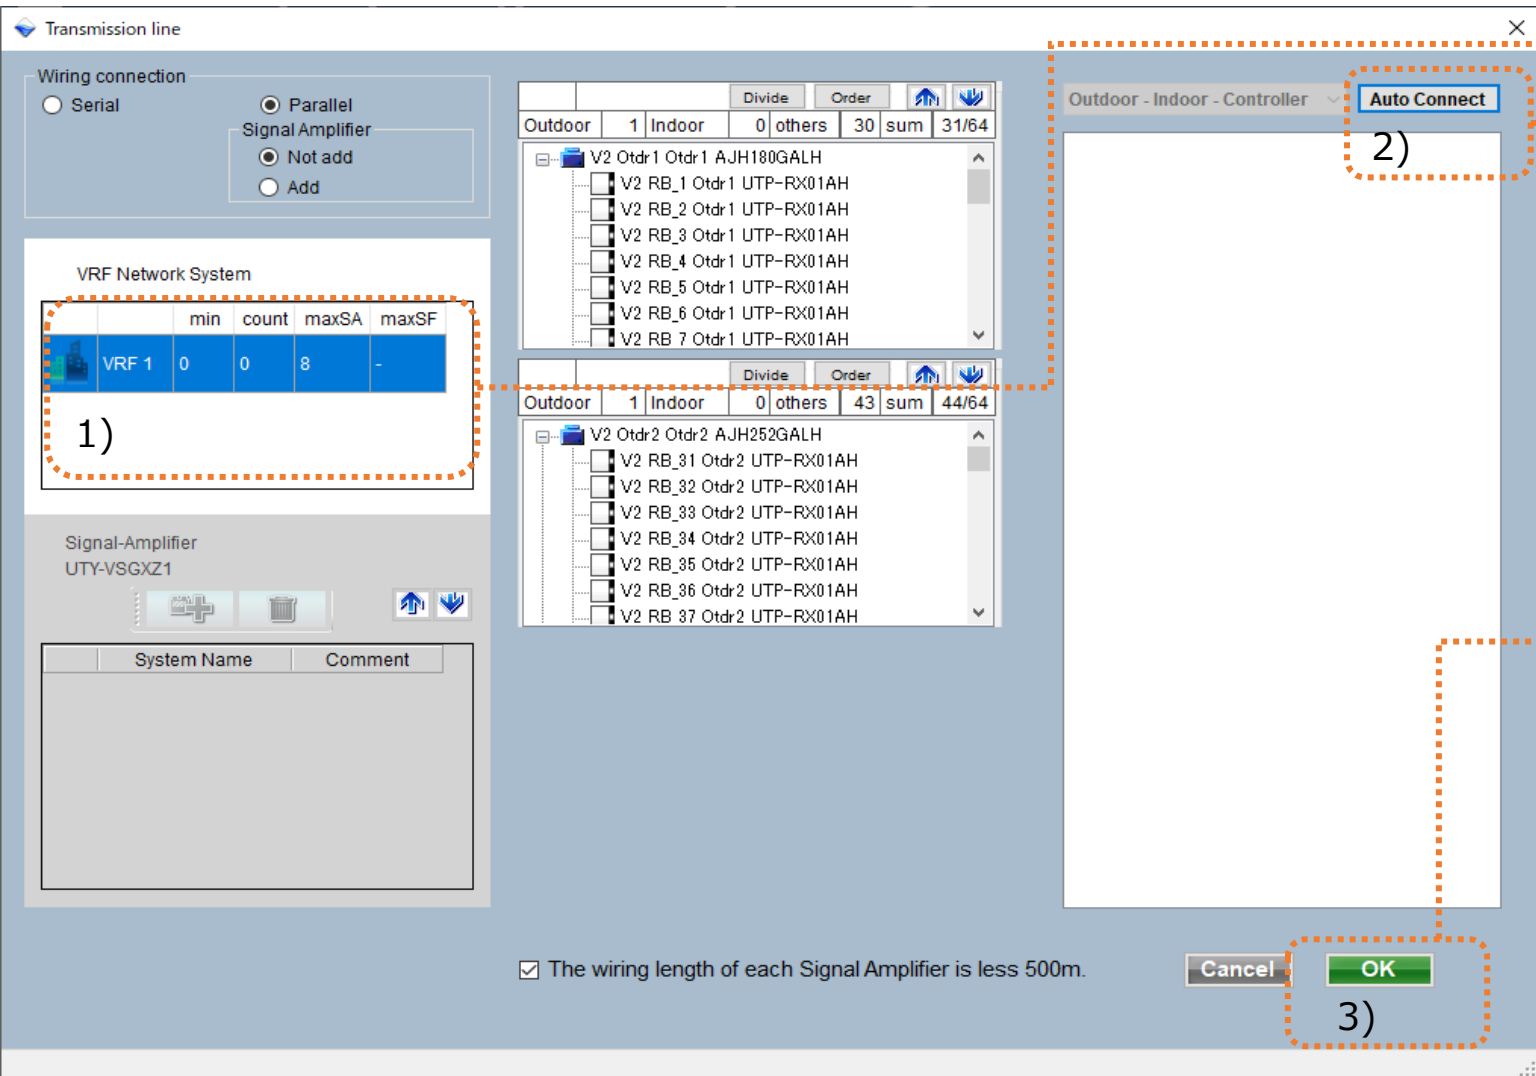 Transmission line
Wiring connection
Serial
Parallel
Signal Amplifier
Not add
Add
VRF Network System
min count maxSA maxSF
VRF 1 0 0 8 -
1)
Signal-Amplifier
UTY-VSGXZ1
System Name Comment
Divide Order
Outdoor 1 Indoor 0 others 30 sum 31/64
V2 Otdr1 Otdr1 AJH180GALH
V2 RB_1 Otdr1 UTP-RX01AH
V2 RB_2 Otdr1 UTP-RX01AH
V2 RB_3 Otdr1 UTP-RX01AH
V2 RB_4 Otdr1 UTP-RX01AH
V2 RB_5 Otdr1 UTP-RX01AH
V2 RB_6 Otdr1 UTP-RX01AH
V2 RB 7 Otdr1 UTP-RX01AH
Divide Order
Outdoor 1 Indoor 0 others 43 sum 44/64
V2 Otdr2 Otdr2 AJH252GALH
V2 RB_31 Otdr2 UTP-RX01AH
V2 RB_32 Otdr2 UTP-RX01AH
V2 RB_33 Otdr2 UTP-RX01AH
V2 RB_34 Otdr2 UTP-RX01AH
V2 RB_35 Otdr2 UTP-RX01AH
V2 RB_36 Otdr2 UTP-RX01AH
V2 RB 37 Otdr2 UTP-RX01AH
Outdoor - Indoor - Controller
Auto Connect
2)
The wiring length of each Signal Amplifier is less 500m.
Cancel
OK
3)